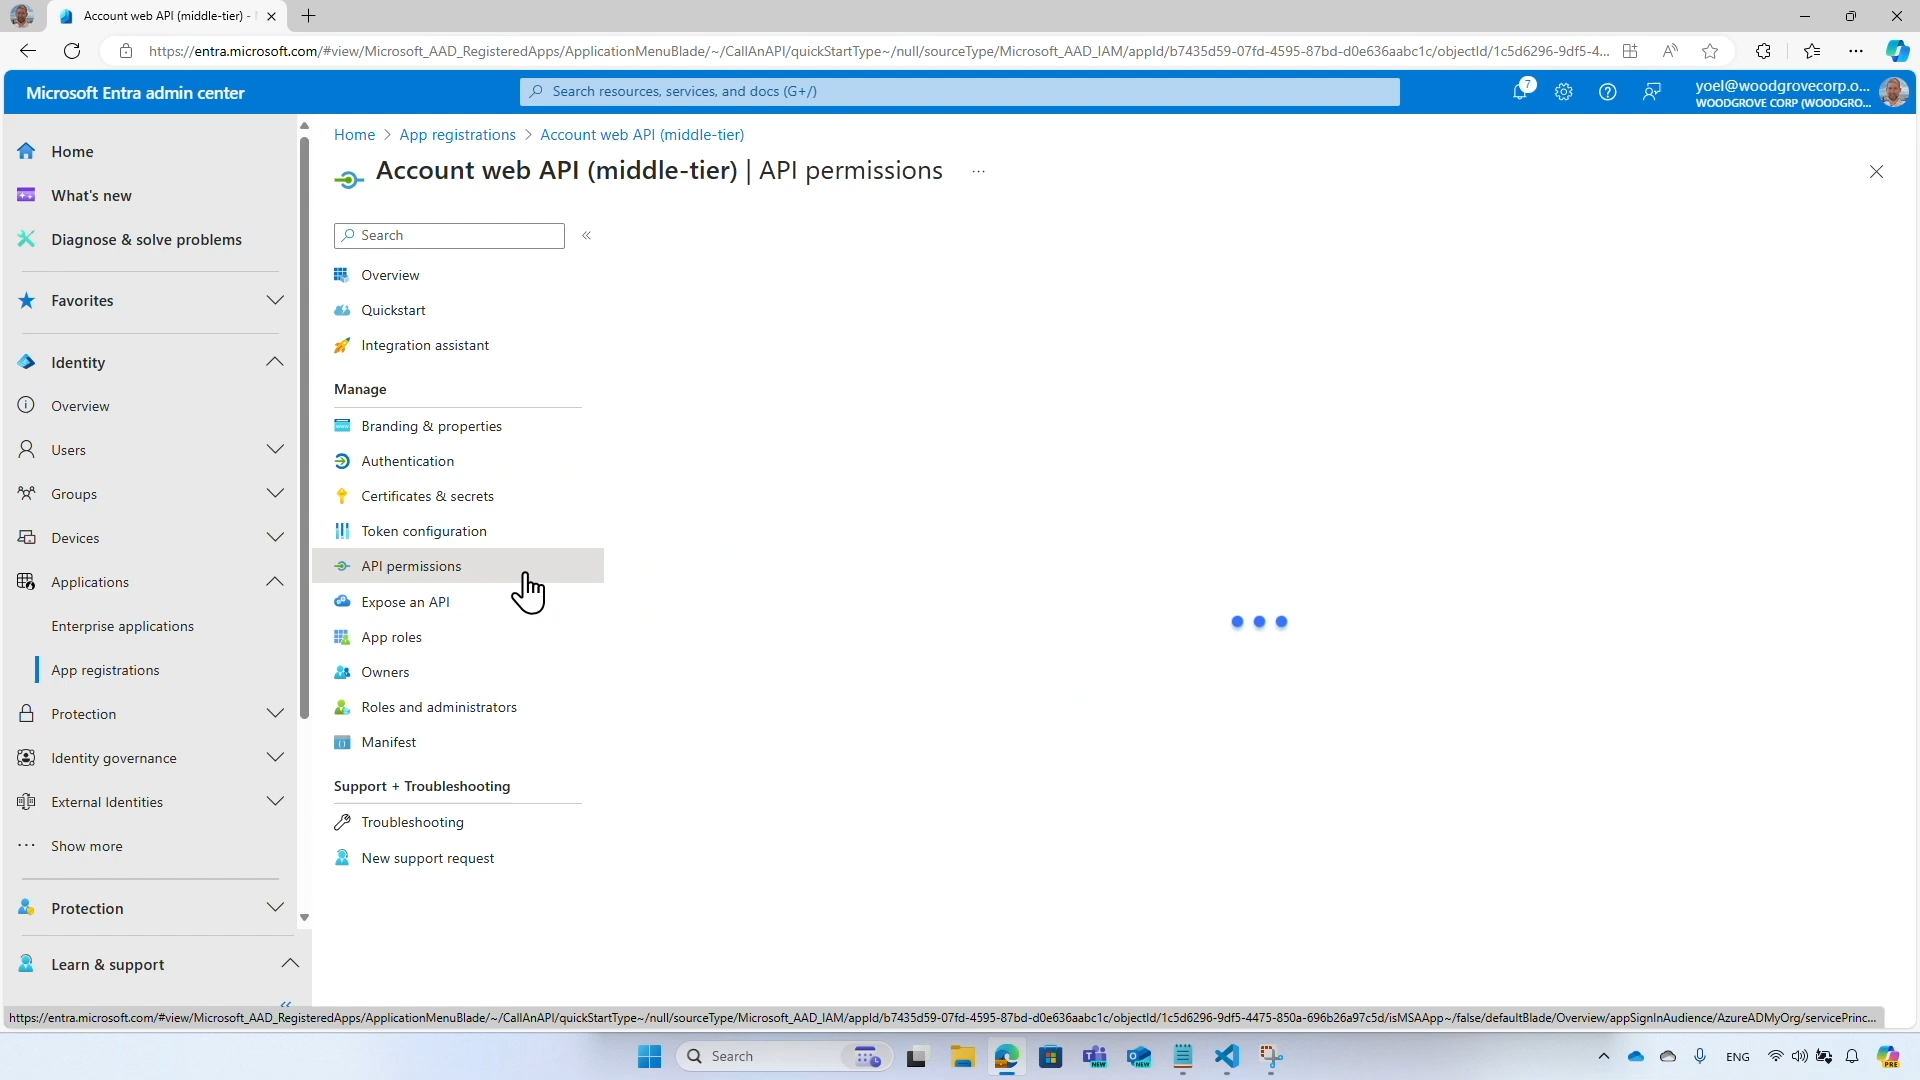 Account web API (middle-tier) -
https://entra.microsoft.com/#view/Microsoft_AAD_RegisteredApps/ApplicationMenuBlade/~/CallAnAPI/quickStartType~/null/sourceType/Microsoft_AAD_IAM/appId/b7435d59-07fd-4595-87bd-d0e636aabc1c/objectId/1c5d6296-9df5-4...
Microsoft Entra admin center
Search resources, services, and docs (G+/)
7
yoel@woodgrovecorp.o...
WOODGROVE CORP (WOODGRO...
Home
What's new
Diagnose & solve problems
Favorites
Identity
Overview
Users
Groups
Devices
Applications
Enterprise applications
App registrations
Protection
Identity governance
External Identities
Show more
Protection
Learn & support
Home > App registrations > Account web API (middle-tier)
Account web API (middle-tier) | API permissions ...
Search
Overview
Quickstart
Integration assistant
Manage
Branding & properties
Authentication
Certificates & secrets
Token configuration
API permissions
Expose an API
App roles
Owners
Roles and administrators
Manifest
Support + Troubleshooting
Troubleshooting
New support request
https://entra.microsoft.com/#view/Microsoft_AAD_RegisteredApps/ApplicationMenuBlade/~/CallAnAPI/quickStartType~/null/sourceType/Microsoft_AAD_IAM/appId/b7435d59-07fd-4595-87bd-d0e636aabc1c/objectId/1c5d6296-9df5-4475-850a-696b26a97c5d/isMSAApp~/false/defaultBlade/Overview/appSignInAudience/AzureADMyOrg/servicePrinc...
Search
NEW
NEW
ENG
PRE